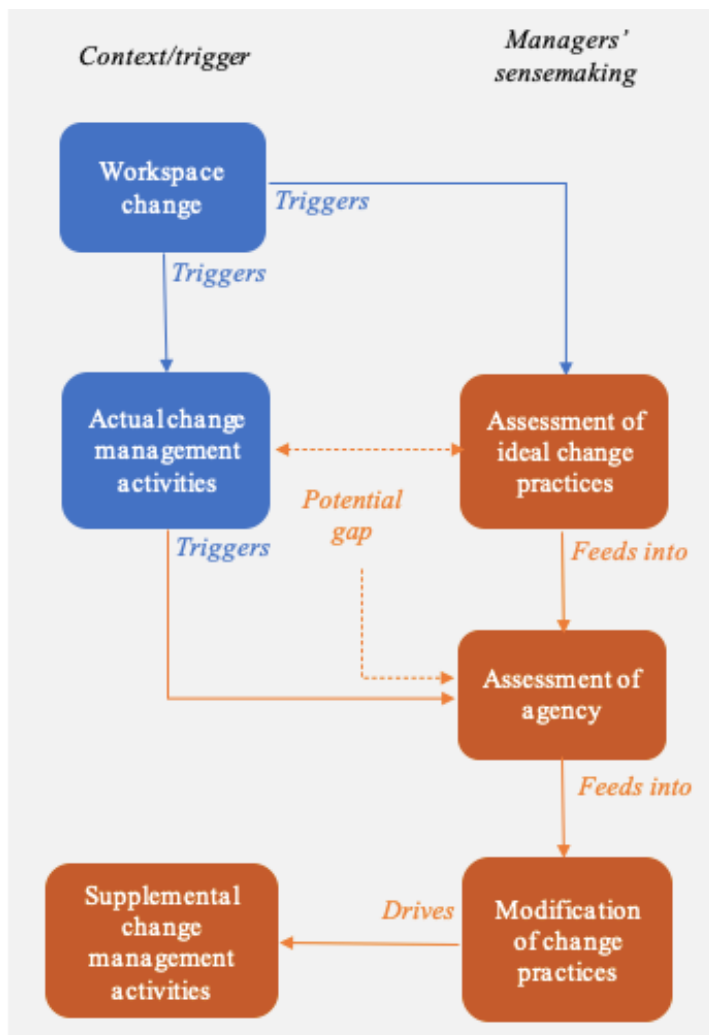 Context/trigger
Managers’
sensemaking
Workspace
change
Triggers
Triggers
Actual change
management
activities
Assessment of
ideal change
practices
Potential
gap
Triggers
Feeds into
Assessment of
agency
Feeds into
Supplemental
change
management
activities
Drives
Modification
of change
practices